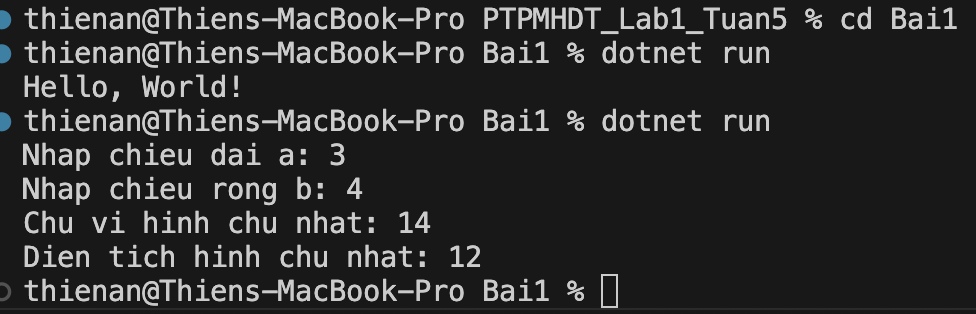 thienan@Thiens-MacBook-Pro PTPMHDT_Lab1_Tuan5 % cd Bai1
thienan@Thiens-MacBook-Pro Bai1 % dotnet run
Hello, World!
thienan@Thiens-MacBook-Pro Bai1 % dotnet run
Nhap chieu dai a: 3
Nhap chieu rong b: 4
Chu vi hinh chu nhat: 14
Dien tich hinh chu nhat: 12
thienan@Thiens-MacBook-Pro Bai1 %